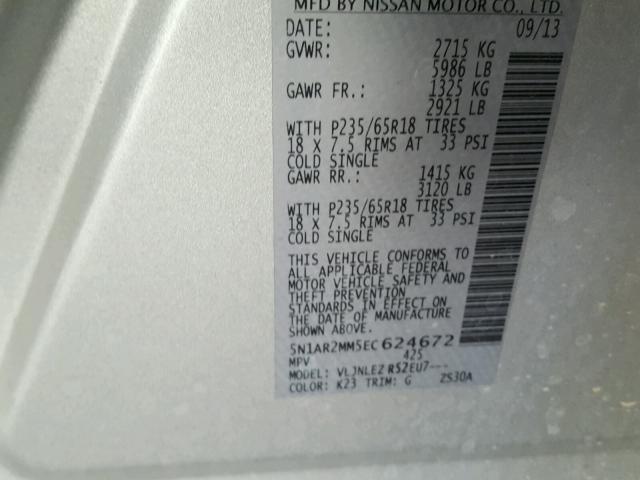 MFD BY NISSAN MOTOR CO., LTD.
DATE: 09/13
GVWR: 2715 KG
5986 LB
GAWR FR.: 1325 KG
2921 LB
WITH P235/65R18 TIRES
18 X 7.5 RIMS AT 33 PSI
COLD SINGLE
GAWR RR.: 1415 KG
3120 LB
WITH P235/65R18 TIRES
18 X 7.5 RIMS AT 33 PSI
COLD SINGLE
THIS VEHICLE CONFORMS TO
ALL APPLICABLE FEDERAL
MOTOR VEHICLE SAFETY AND
THEFT PREVENTION
STANDARDS IN EFFECT ON
THE DATE OF MANUFACTURE
SHOWN ABOVE.
5N1AR2MM5EC624672
MPV 425
MODEL: VLJNLEZ RS2EU7---
COLOR: K23 TRIM: G ZS30A